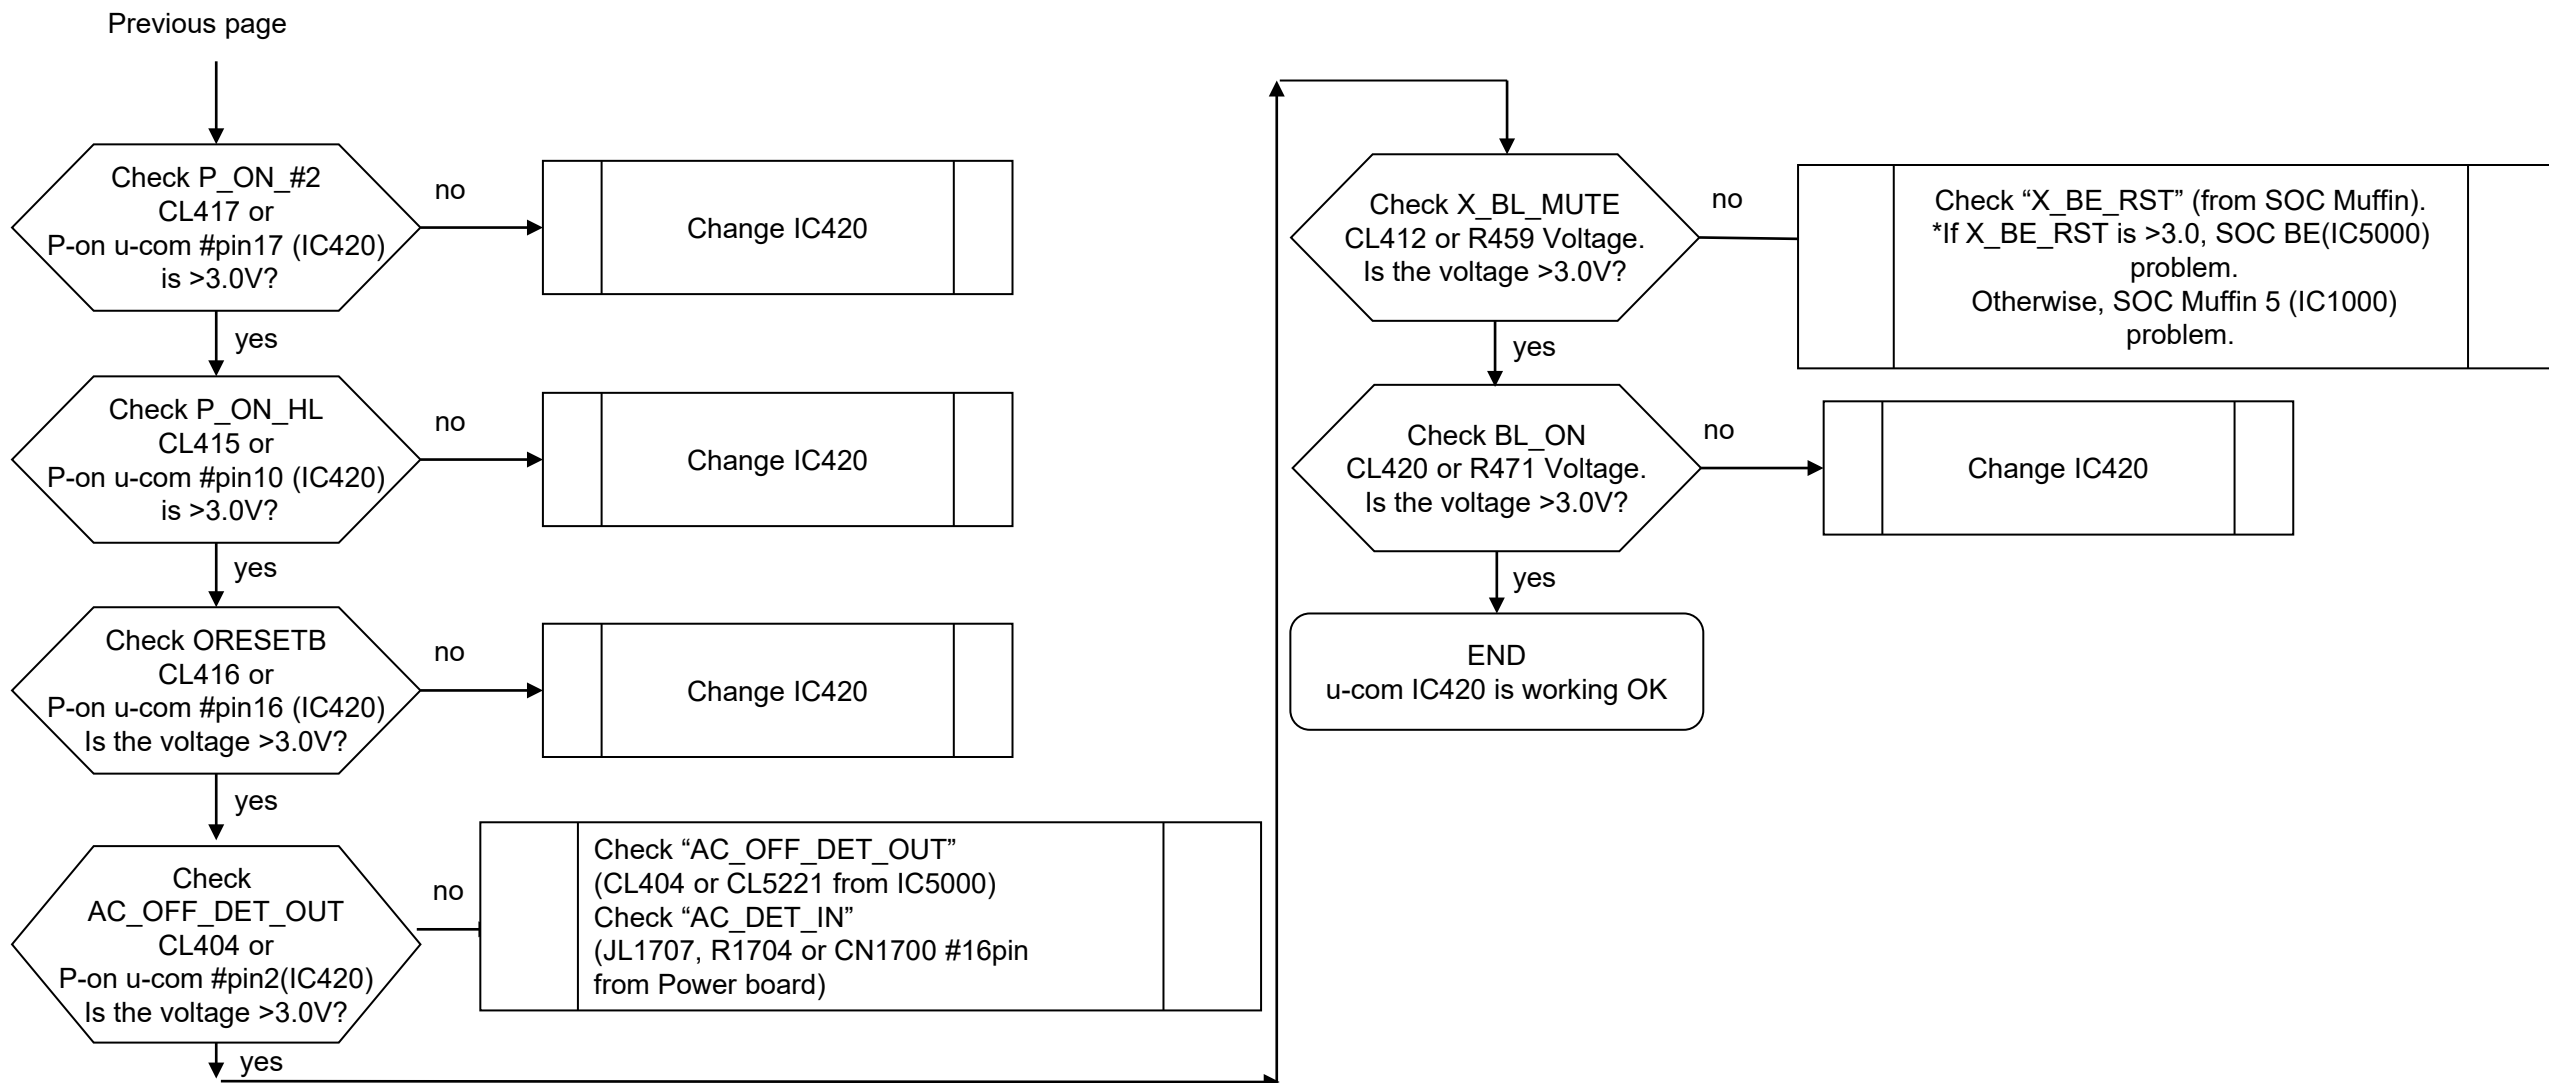 Previous page
Check P_ON_#2
CL417 or
P-on u-com #pin17 (IC420)
is >3.0V?
no
Change IC420
yes
Check P_ON_HL
CL415 or
P-on u-com #pin10 (IC420)
is >3.0V?
no
Change IC420
yes
Check ORESETB
CL416 or
P-on u-com #pin16 (IC420)
Is the voltage >3.0V?
no
Change IC420
yes
Check
AC_OFF_DET_OUT
CL404 or
P-on u-com #pin2(IC420)
Is the voltage >3.0V?
no
Check “AC_OFF_DET_OUT”
(CL404 or CL5221 from IC5000)
Check “AC_DET_IN”
(JL1707, R1704 or CN1700 #16pin
from Power board)
yes
Check X_BL_MUTE
CL412 or R459 Voltage.
Is the voltage >3.0V?
no
Check “X_BE_RST” (from SOC Muffin).
*If X_BE_RST is >3.0, SOC BE(IC5000)
problem.
Otherwise, SOC Muffin 5 (IC1000)
problem.
yes
Check BL_ON
CL420 or R471 Voltage.
Is the voltage >3.0V?
no
Change IC420
yes
END
u-com IC420 is working OK